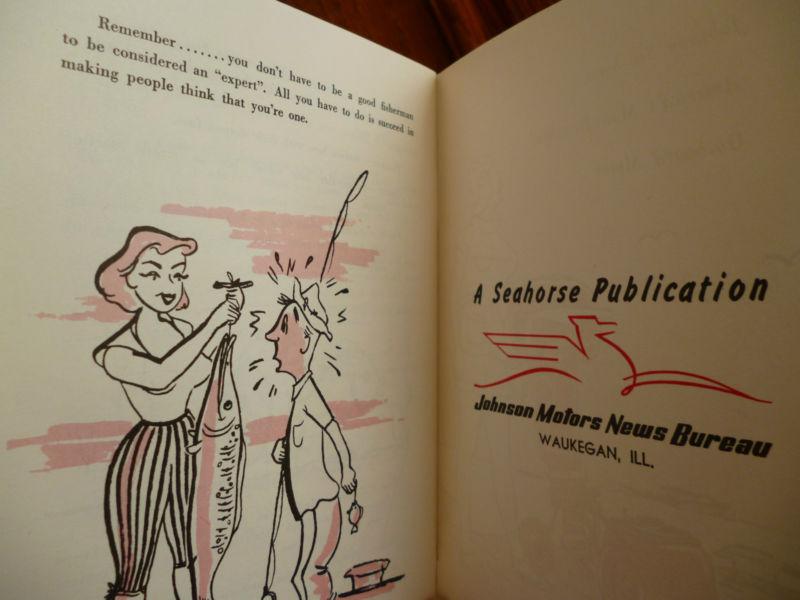 Remember.......you don't have to be a good fisherman
to be considered an "expert". All you have to do is succeed in
making people think that you're one.
A Seahorse Publication
Johnson Motors News Bureau
WAUKEGAN, ILL.